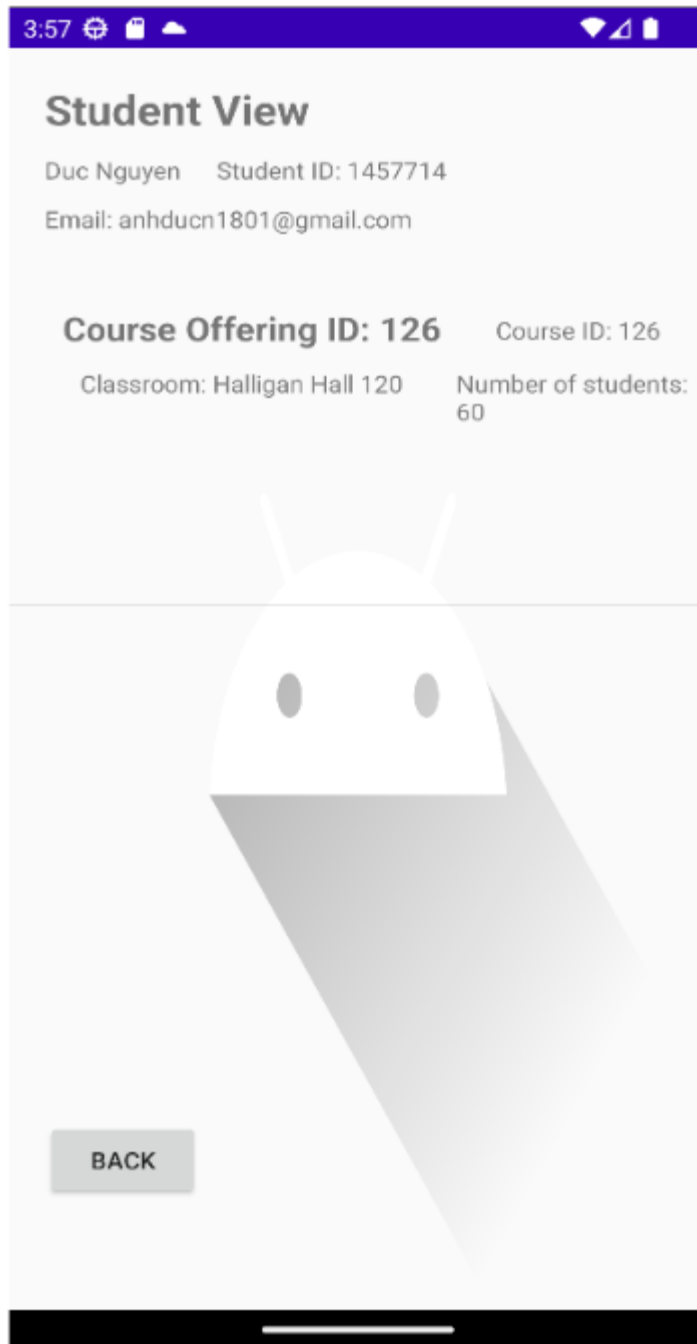 3:57
Student View
Duc Nguyen Student ID: 1457714
Email: anhducn1801@gmail.com
Course Offering ID: 126 Course ID: 126
Classroom: Halligan Hall 120 Number of students:
60
BACK